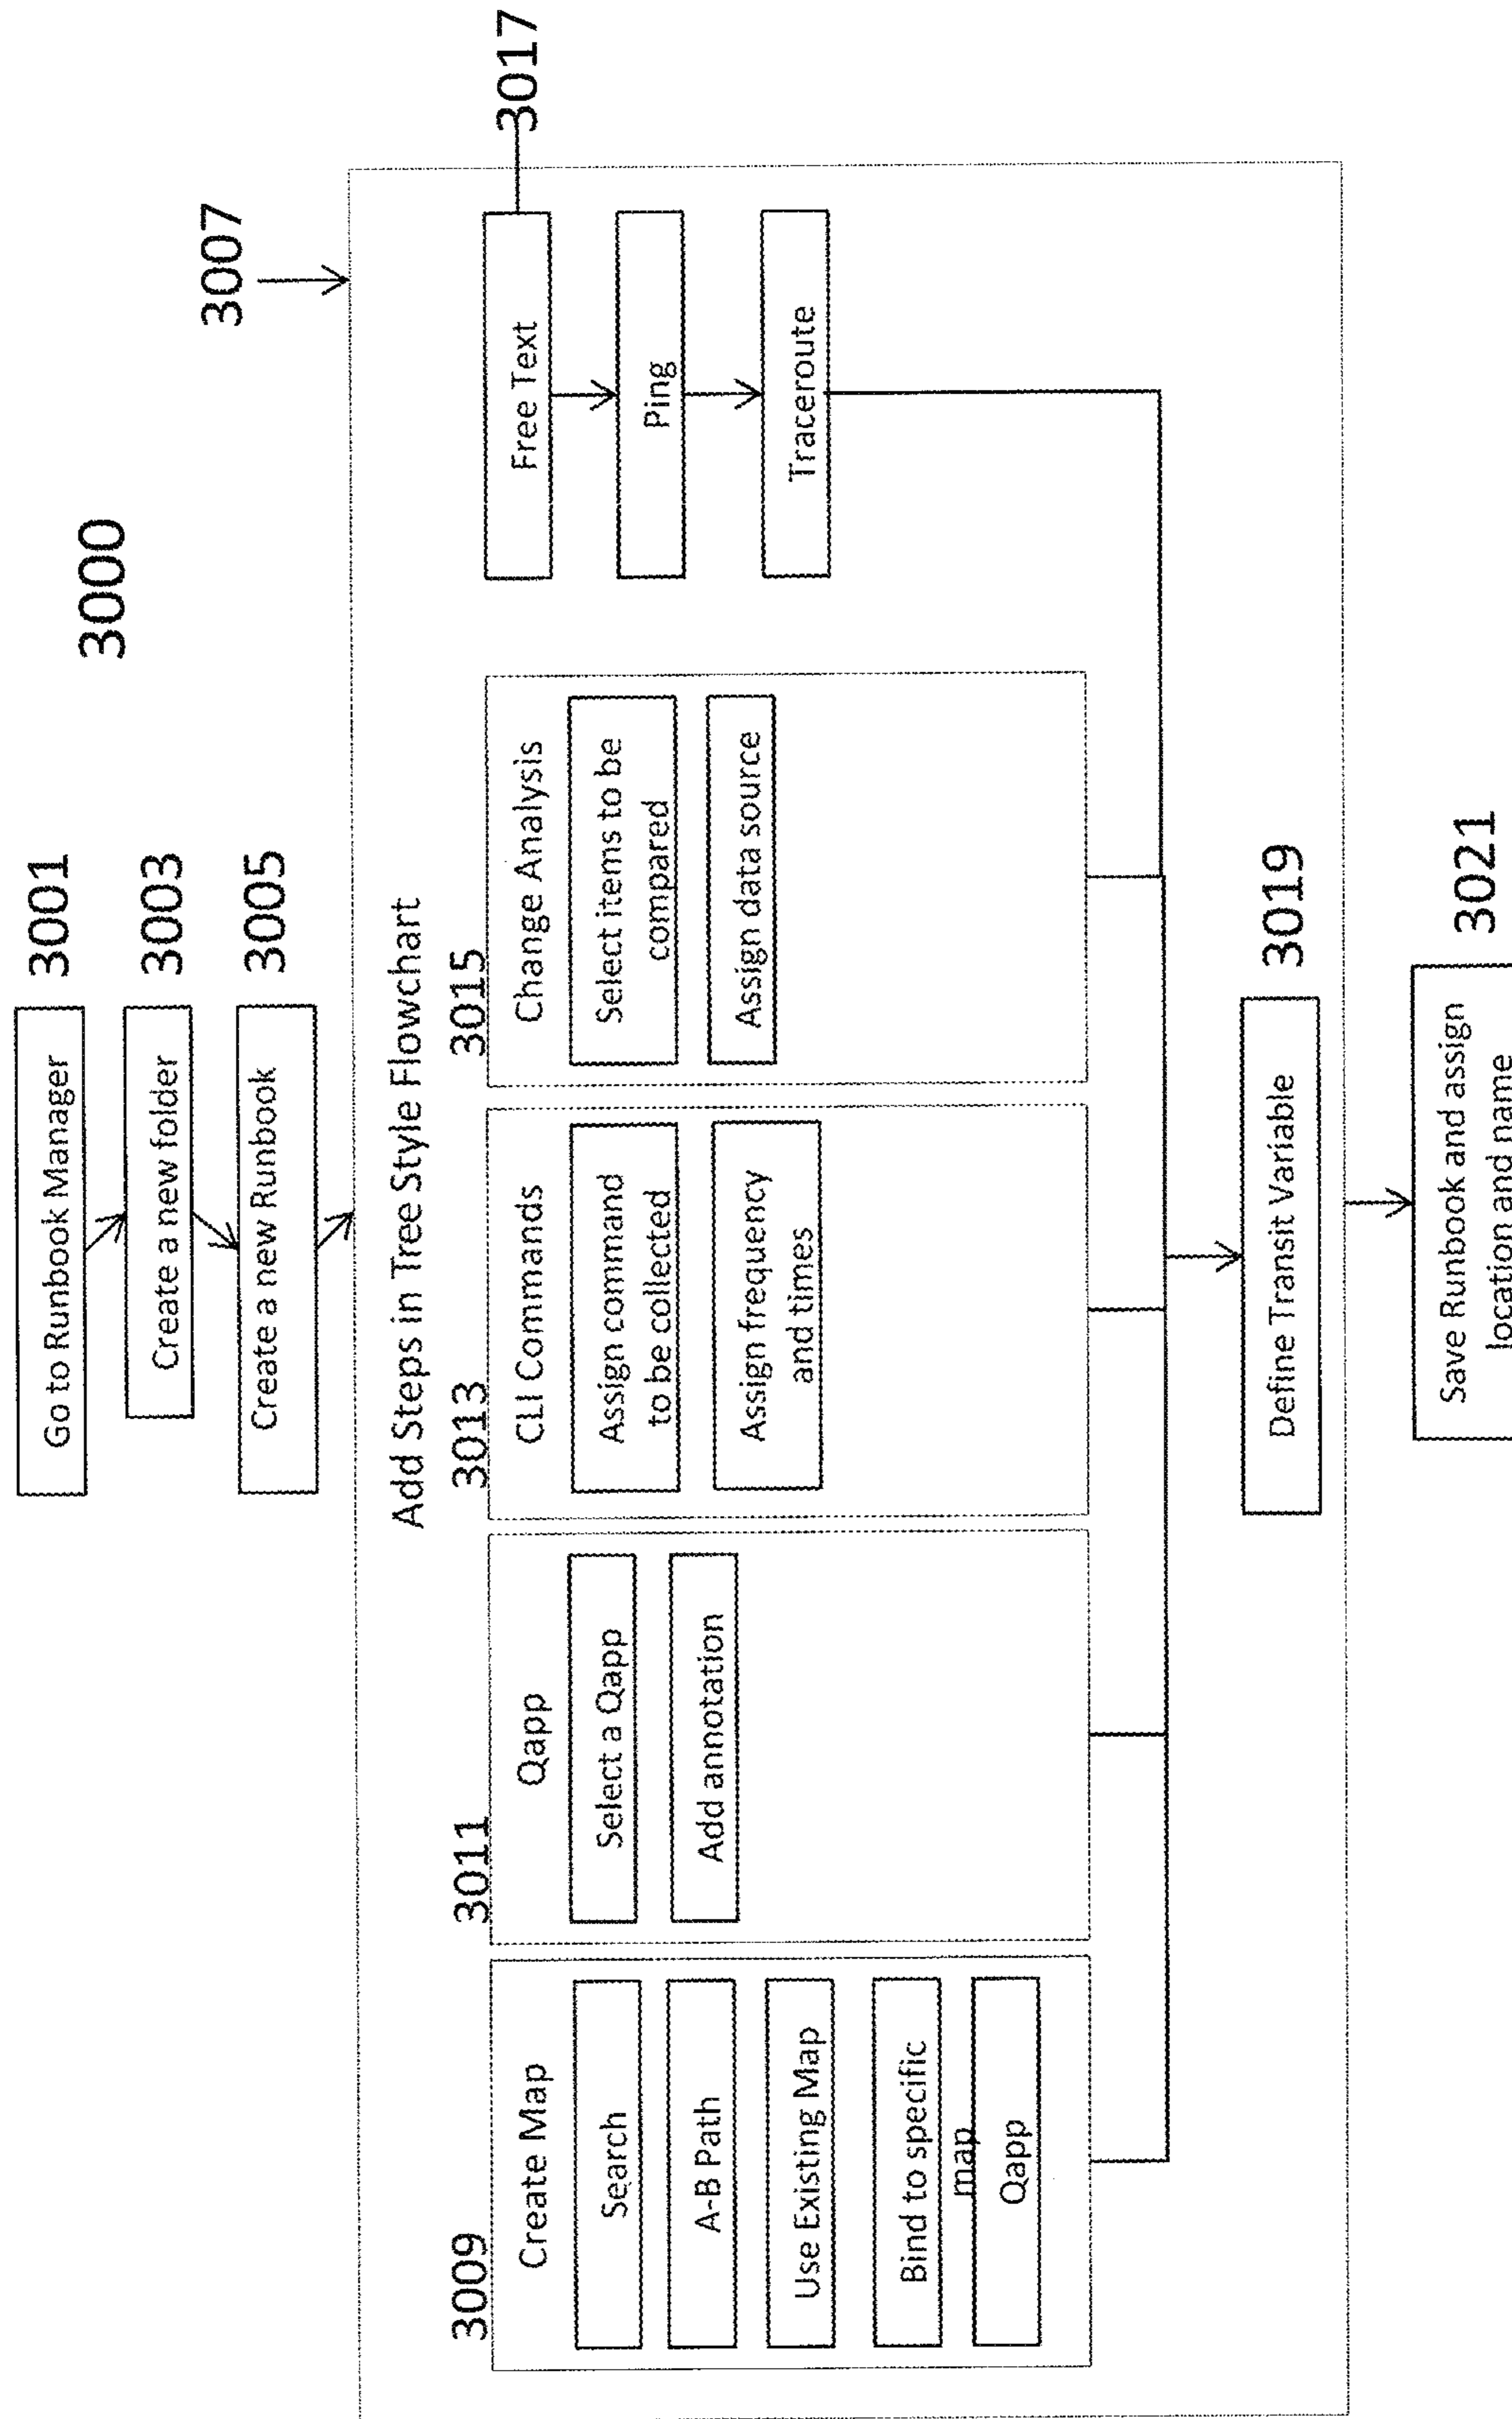 3000
Go to Runbook Manager
3001
Create a new folder
3003
Create a new Runbook
3005
3007
Add Steps in Tree Style Flowchart
3009
Create Map
Search
A-B Path
Use Existing Map
Bind to specific
map
Qapp
3011
Qapp
Select a Qapp
Add annotation
3013
CLI Commands
Assign command
to be collected
Assign frequency
and times
3015
Change Analysis
Select items to be
compared
Assign data source
3017
Free Text
Ping
Traceroute
Define Transit Variable
3019
Save Runbook and assign
location and name
3021